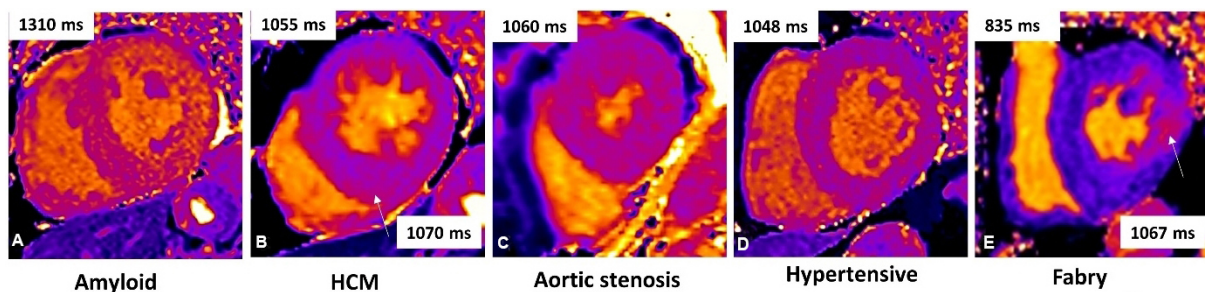 1310 ms
1055 ms
1060 ms
1048 ms
835 ms
1070 ms
1067 ms
A
B
C
D
E
Amyloid
HCM
Aortic stenosis
Hypertensive
Fabry